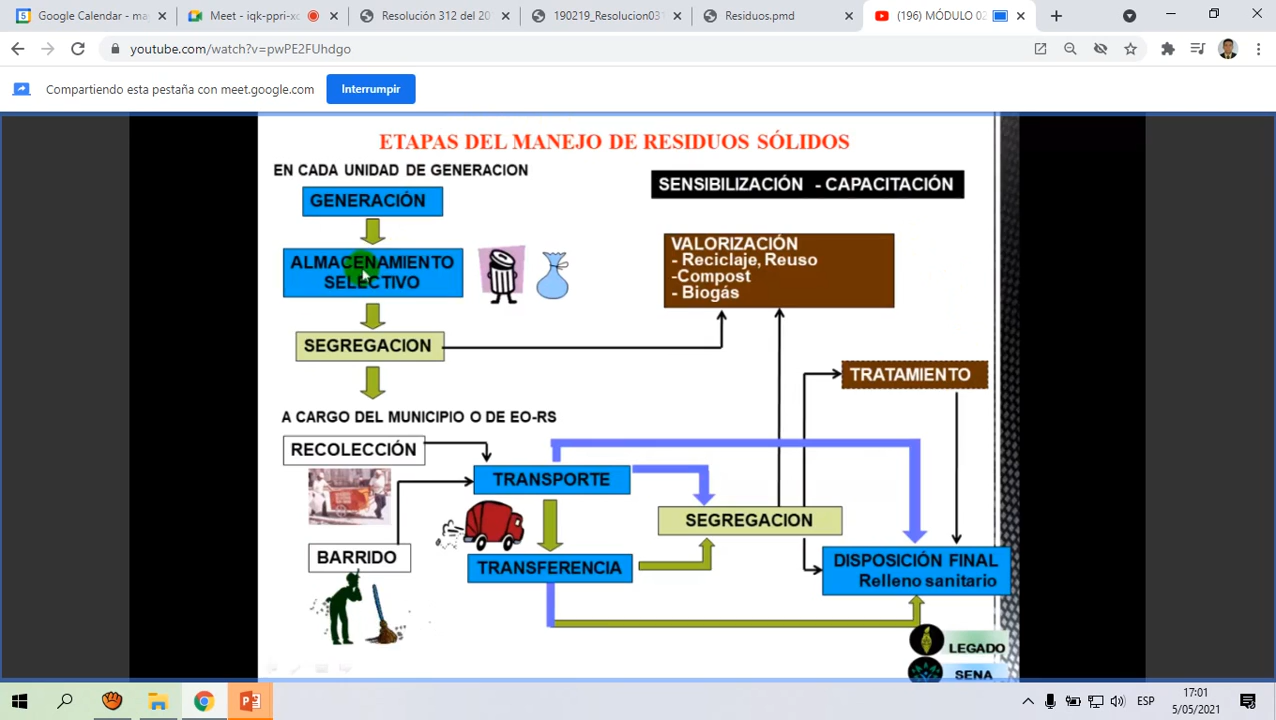 Google Calendar - ma
Meet - iqk-ppri-xc
Resolución 31 del 20
190219_Resolucion03
Residuos.pmd
(196) MÓDULO 02
youtube.com/watch?v=pwPE2FUhdgo
Compartiendo esta pestaña con meet.google.com
Interrumpir
ETAPAS DEL MANEJO DE RESIDUOS SÓLIDOS
EN CADA UNIDAD DE GENERACION
SENSIBILIZACIÓN - CAPACITACIÓN
GENERACIÓN
ALMACENAMIENTO
SELECTIVO
VALORIZACIÓN
- Reciclaje, Reuso
-Compost
- Biogás
SEGREGACION
TRATAMIENTO
A CARGO DEL MUNICIPIO O DE EO-RS
RECOLECCIÓN
TRANSPORTE
SEGREGACION
BARRIDO
TRANSFERENCIA
DISPOSICIÓN FINAL
Relleno sanitario
LEGADO
SENA
ESP
17:01
5/05/2021